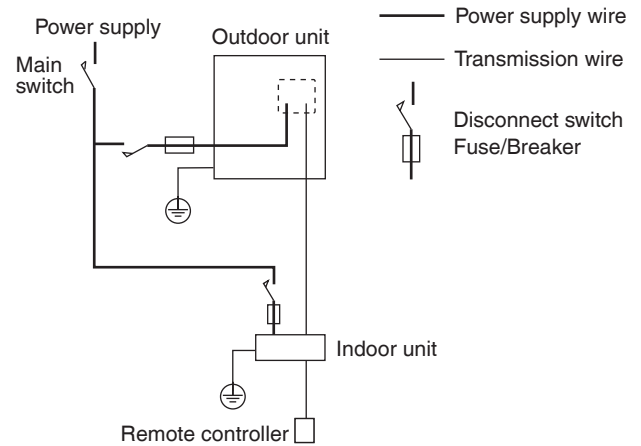 Power supply
Main
switch
Outdoor unit
Power supply wire
Transmission wire
Disconnect switch
Fuse/Breaker
Indoor unit
Remote controller